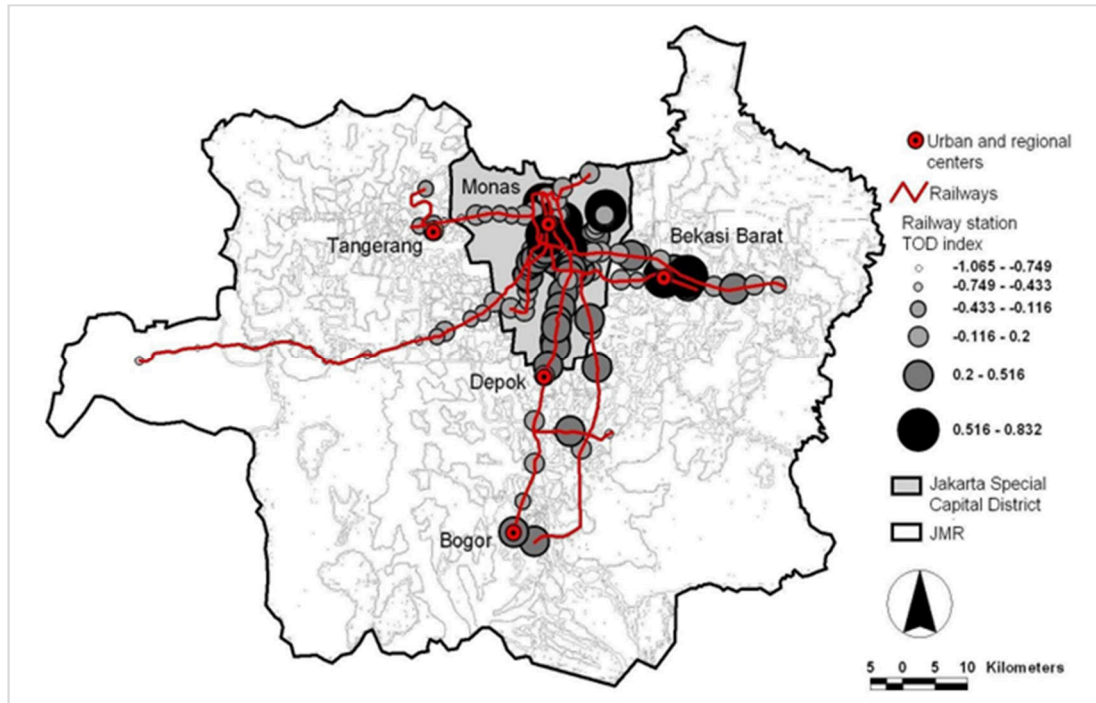 Monas
Tangerang
Bekasi Barat
Depok
Bogor
Urban and regional
centers
Railways
Railway station
TOD index
-1.065 - -0.749
-0.749 - -0.433
-0.433 - -0.116
-0.116 - 0.2
0.2 - 0.516
0.516 - 0.832
Jakarta Special
Capital District
JMR
5 0 5 10 Kilometers